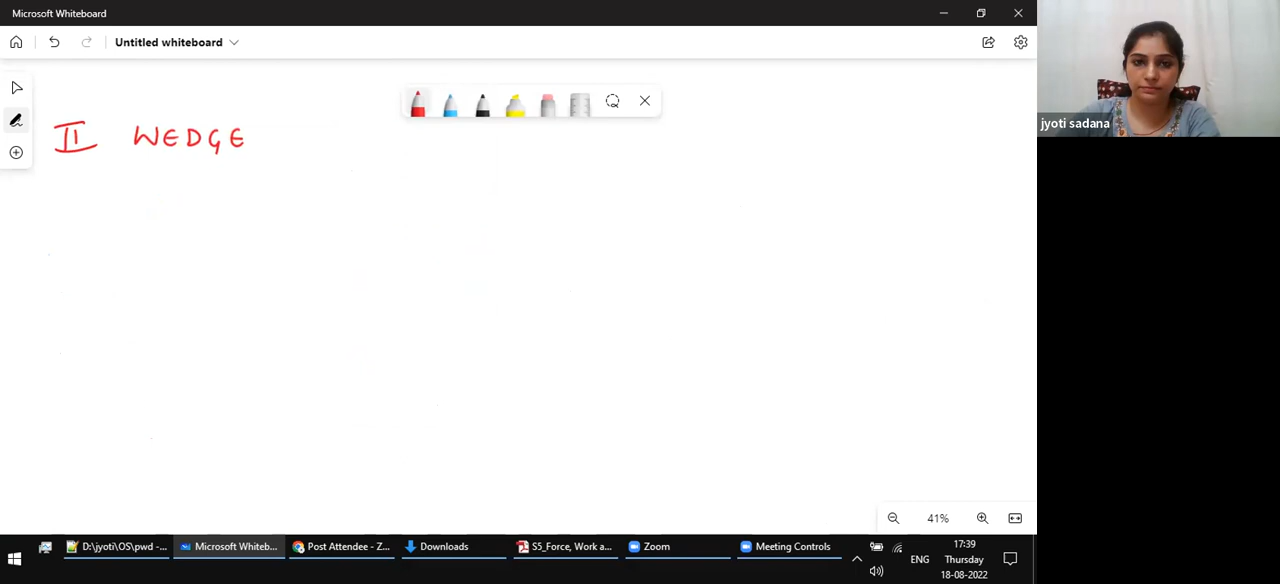 Microsoft Whiteboard
Untitled whiteboard
II WEDGE
jyoti sadana
41%
D:\jyoti\OS\pwd -...
Microsoft Whiteb...
Post Attendee - Z...
Downloads
S5_Force, Work a...
Zoom
Meeting Controls
ENG
17:39
Thursday
18-08-2022